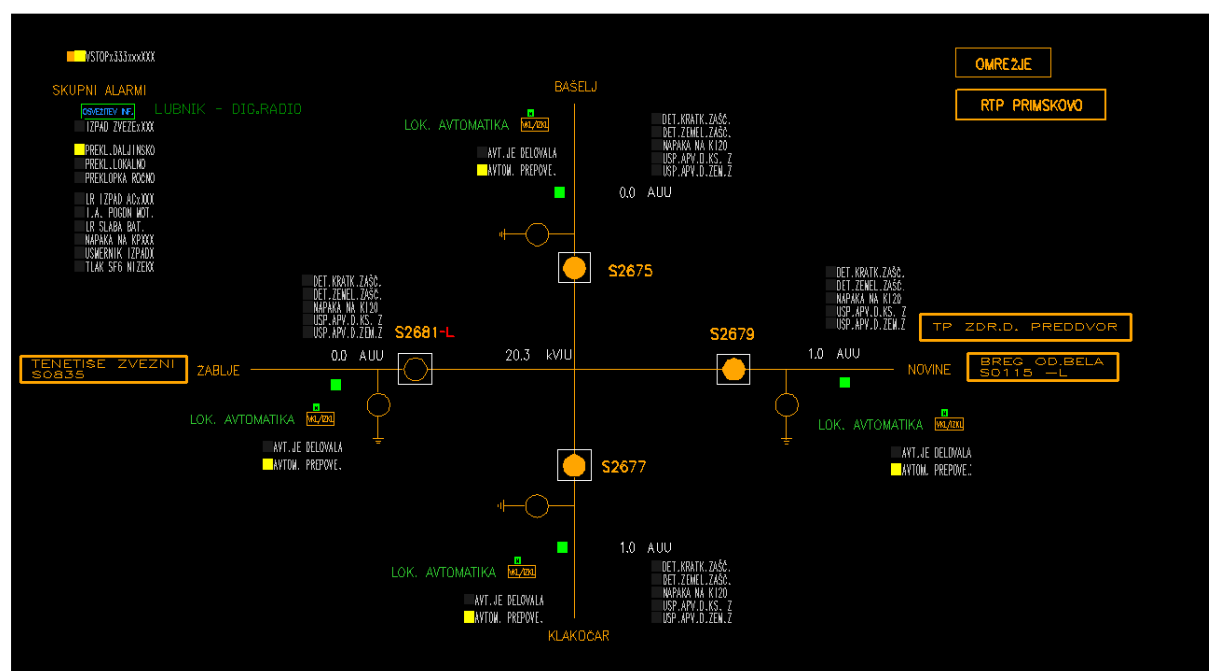 VSTOPx333xxxXXX
OMREŽJE
SKUPNI ALARMI
BAŠELJ
RTP PRIMSKOVO
OSVEŽITEV INF.
LUBNIK - DIG.RADIO
IZPAD ZVEZExXXX
LOK. AVTOMATIKA
VKL/IZKL
DET.KRATK.ZAŠČ.
DET.ZEMEL.ZAŠČ.
NAPAKA NA KI20
USP.APV.D.KS. Z
USP.APV.D.ZEM.Z
PREKL.DALJINSKO
PREKL.LOKALNO
PREKLOPKA ROČNO
AVT.JE DELOVALA
AVTOM. PREPOVE.
LR IZPAD ACxXXX
I.A. POGON MOT.
LR SLABA BAT.
NAPAKA NA KPXXX
USMERNIK IZPADX
TLAK SF6 NIZEKX
0.0 AUU
S2675
DET.KRATK.ZAŠČ.
DET.ZEMEL.ZAŠČ.
NAPAKA NA KI20
USP.APV.D.KS. Z
USP.APV.D.ZEM.Z
DET.KRATK.ZAŠČ.
DET.ZEMEL.ZAŠČ.
NAPAKA NA KI20
USP.APV.D.KS. Z
USP.APV.D.ZEM.Z
TP ZDR.D. PREDDVOR
S2681-L
S2679
0.0 AUU
20.3 kVIU
1.0 AUU
TENETIŠE ZVEZNI
S0835
ŽABLJE
NOVINE
BREG OD.BELA
S0115 -L
LOK. AVTOMATIKA
VKL/IZKL
LOK. AVTOMATIKA
VKL/IZKL
AVT.JE DELOVALA
AVTOM. PREPOVE.
AVT.JE DELOVALA
AVTOM. PREPOVE.
S2677
1.0 AUU
LOK. AVTOMATIKA
VKL/IZKL
DET.KRATK.ZAŠČ.
DET.ZEMEL.ZAŠČ.
NAPAKA NA KI20
USP.APV.D.KS. Z
USP.APV.D.ZEM.Z
AVT.JE DELOVALA
AVTOM. PREPOVE.
KLAKOČAR